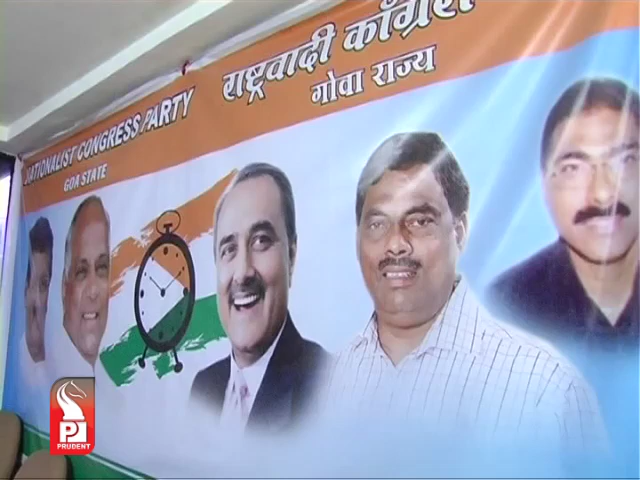 NATIONALIST CONGRESS PARTY
GOA STATE
राष्ट्रवादी काँग्रेस
गोवा राज्य
PRUDENT